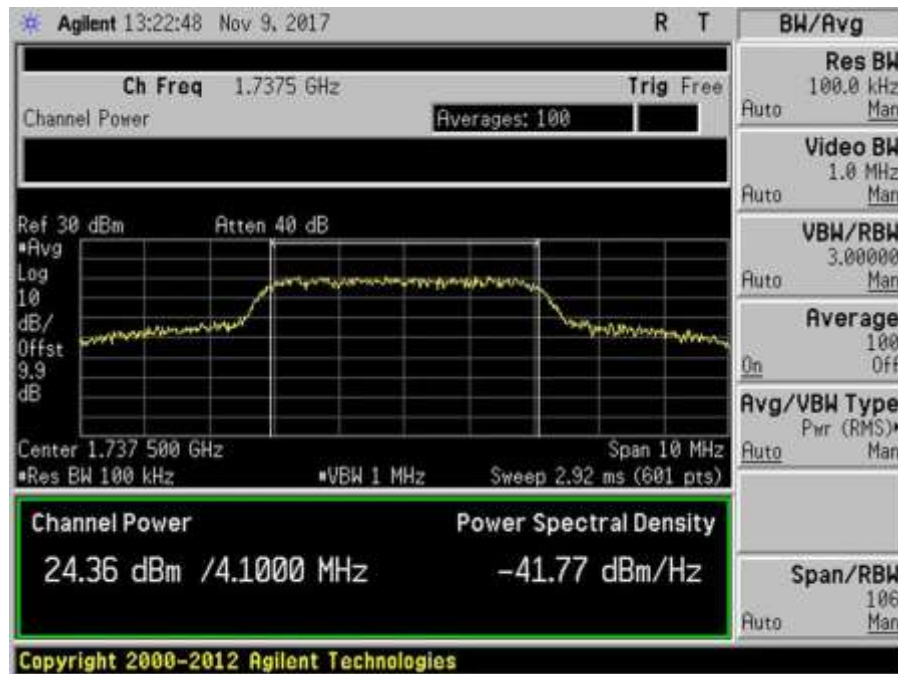 Agilent 13:22:48 Nov 9, 2017 R T
Ch Freq 1.7375 GHz Trig Free
Channel Power Averages: 100
Ref 30 dBm Atten 40 dB
*Avg
Log
10
dB/
Offst
9.9
dB
Center 1.737 500 GHz Span 10 MHz
*Res BW 100 kHz *VBW 1 MHz Sweep 2.92 ms (601 pts)
Channel Power Power Spectral Density
24.36 dBm /4.1000 MHz -41.77 dBm/Hz
Copyright 2000-2012 Agilent Technologies
BW/Avg
Res BW
100.0 kHz
Auto Man
Video BW
1.0 MHz
Auto Man
VBW/RBW
3.00000
Auto Man
Average
100
On Off
Avg/VBW Type
Pwr (RMS)*
Auto Man
Span/RBW
106
Auto Man